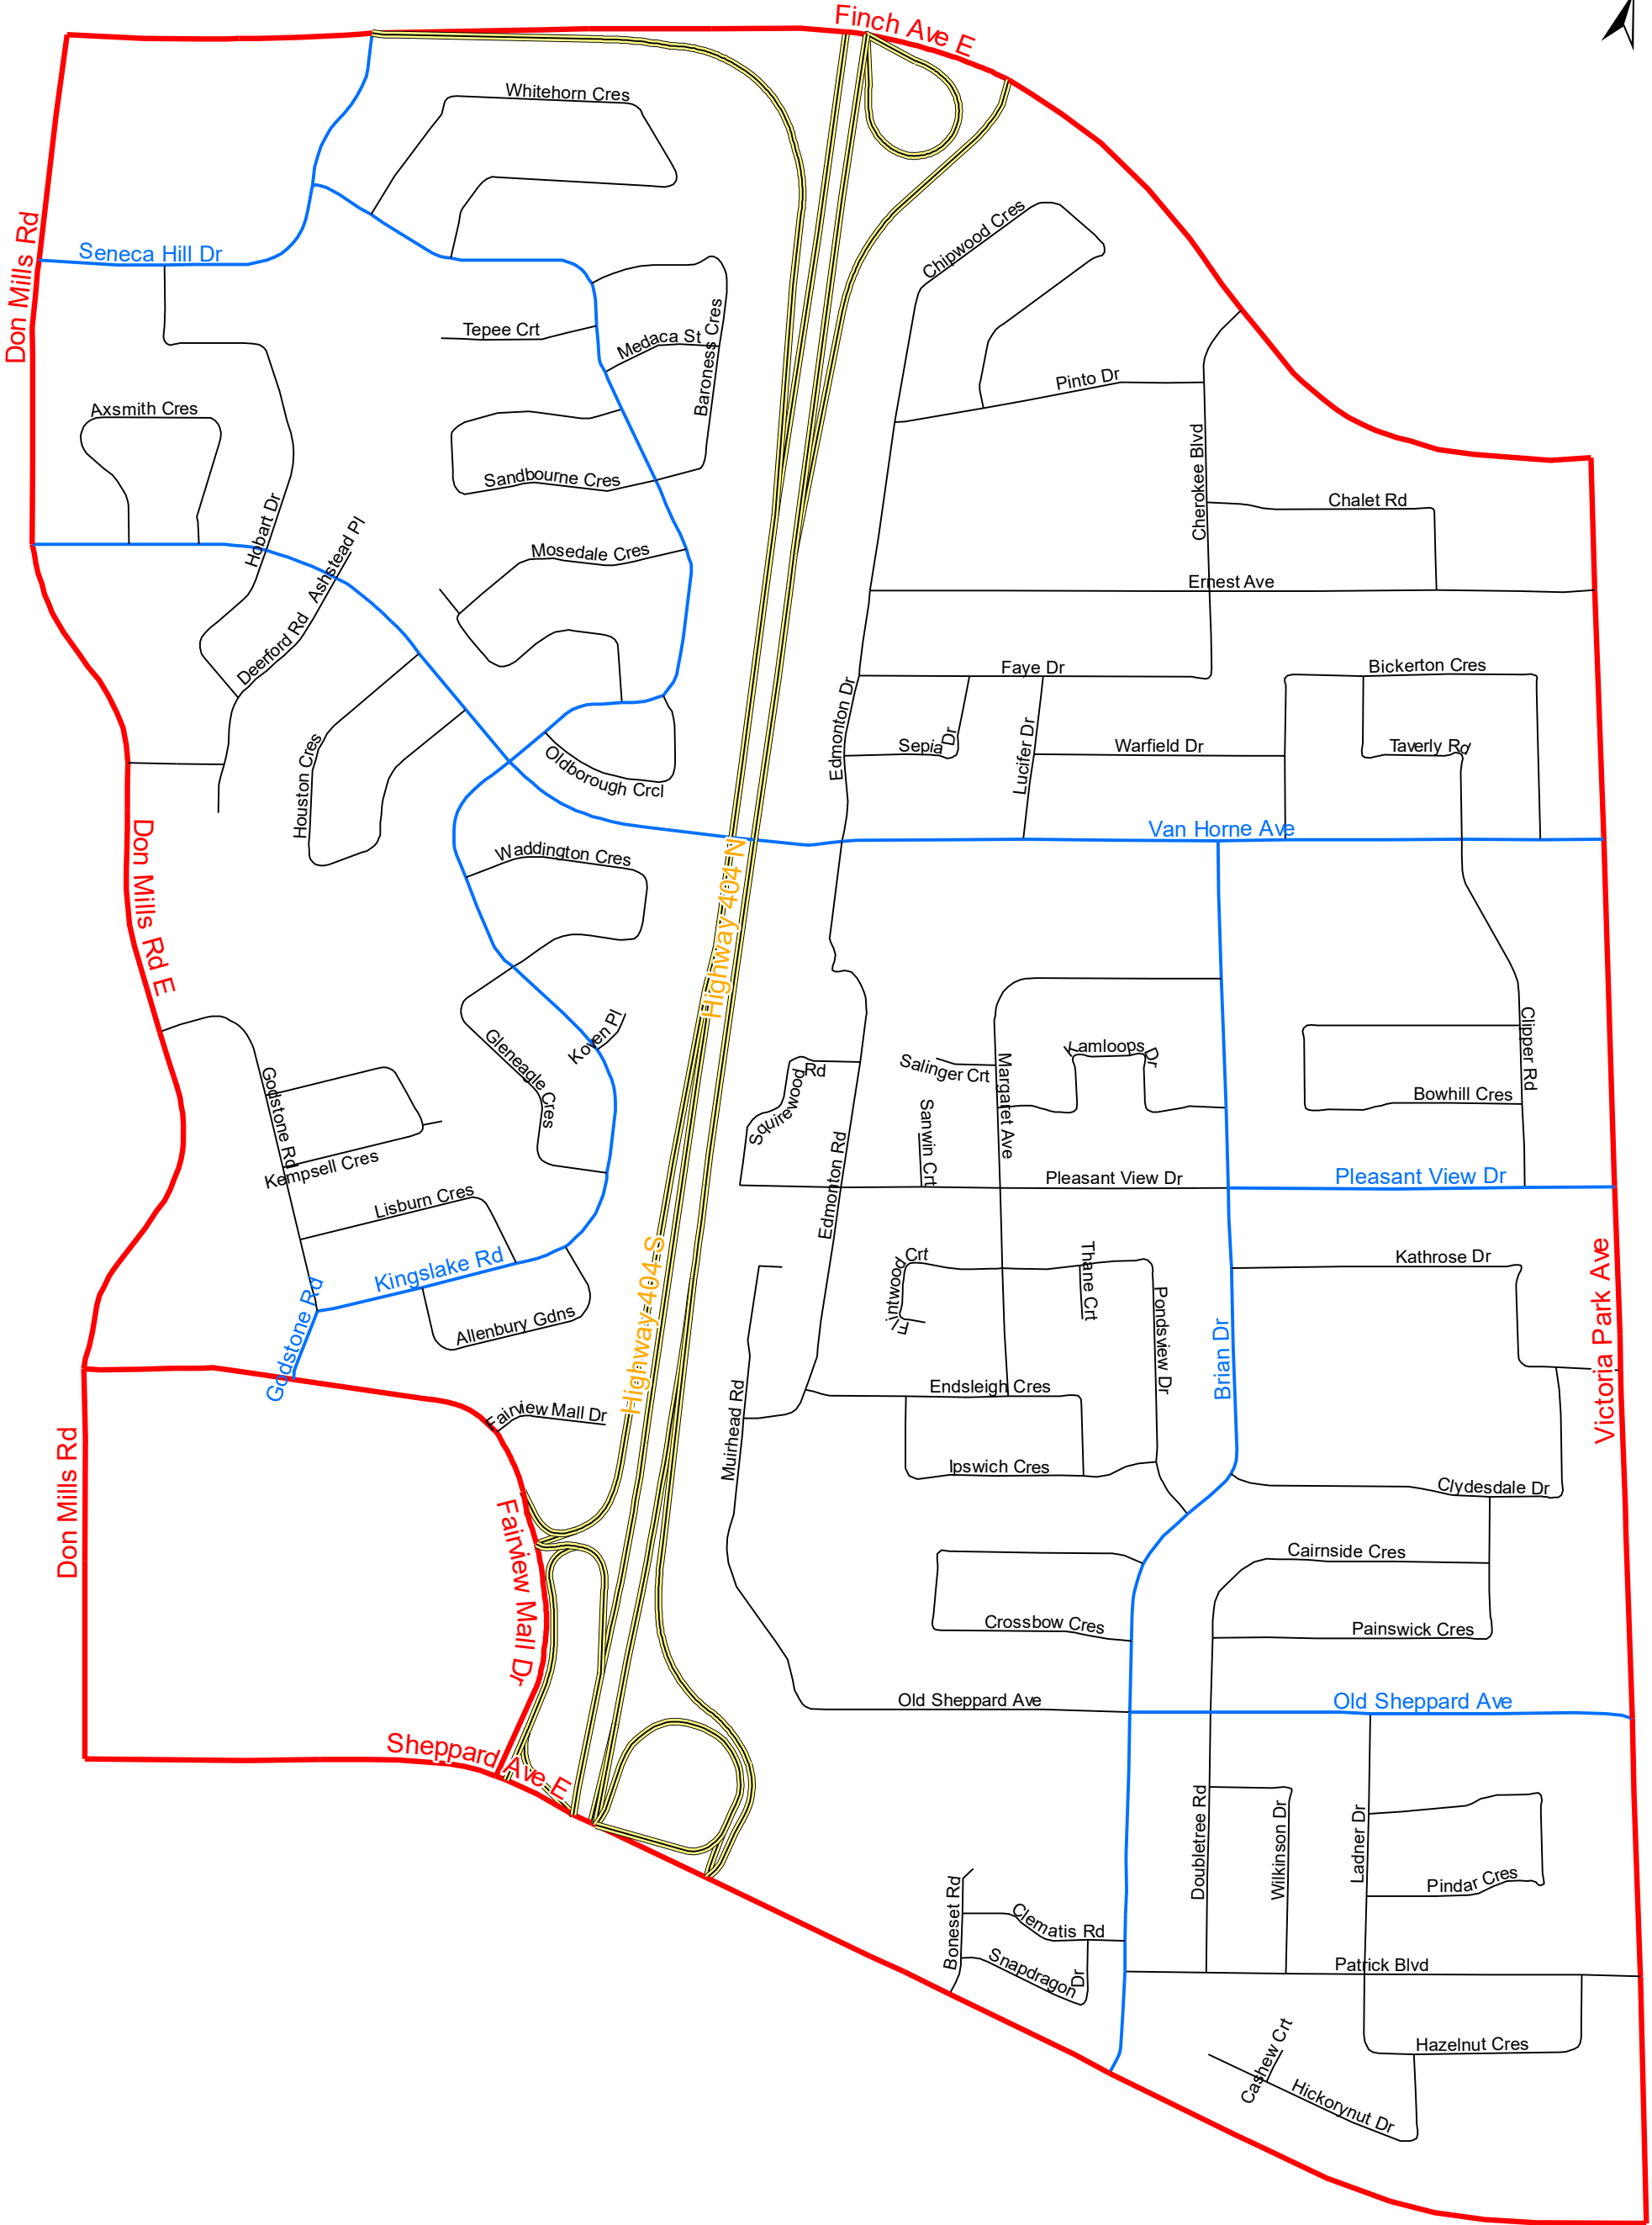 Finch Ave E
Whitehorn Cres
Don Mills Rd
Seneca Hill Dr
Chipwood Cres
Tepee Crt
Medaca St
Baroness Cres
Pinto Dr
Axsmith Cres
Sandbourne Cres
Cherokee Blvd
Chalet Rd
Hobart Dr
Ashstead Pl
Mosedale Cres
Ernest Ave
Deerford Rd
Faye Dr
Bickerton Cres
Edmonton Dr
Sepia Dr
Lucifer Dr
Warfield Dr
Taverly Rd
Houston Cres
Oldborough Crcl
Van Horne Ave
Don Mills Rd E
Waddington Cres
Highway 404 N
Koven Pl
Gleneagle Cres
Squirewood Rd
Salinger Crt
Margaret Ave
Kamloops Dr
Clipper Rd
Bowhill Cres
Godstone Rd
Sanwin Crt
Kempsell Cres
Edmonton Rd
Pleasant View Dr
Pleasant View Dr
Lisburn Cres
Kingslake Rd
Highway 404 S
Flintwood Crt
Thane Crt
Kathrose Dr
Godstone Rd
Allenbury Gdns
Pondsview Dr
Brian Dr
Victoria Park Ave
Endsleigh Cres
Fairview Mall Dr
Muirhead Rd
Don Mills Rd
Ipswich Cres
Clydesdale Dr
Fairview Mall Dr
Cairnside Cres
Crossbow Cres
Painswick Cres
Old Sheppard Ave
Old Sheppard Ave
Sheppard Ave E
Doubletree Rd
Wilkinson Dr
Ladner Dr
Pindar Cres
Boneset Rd
Clematis Rd
Snapdragon Dr
Patrick Blvd
Hazelnut Cres
Cashew Crt
Hickorynut Dr